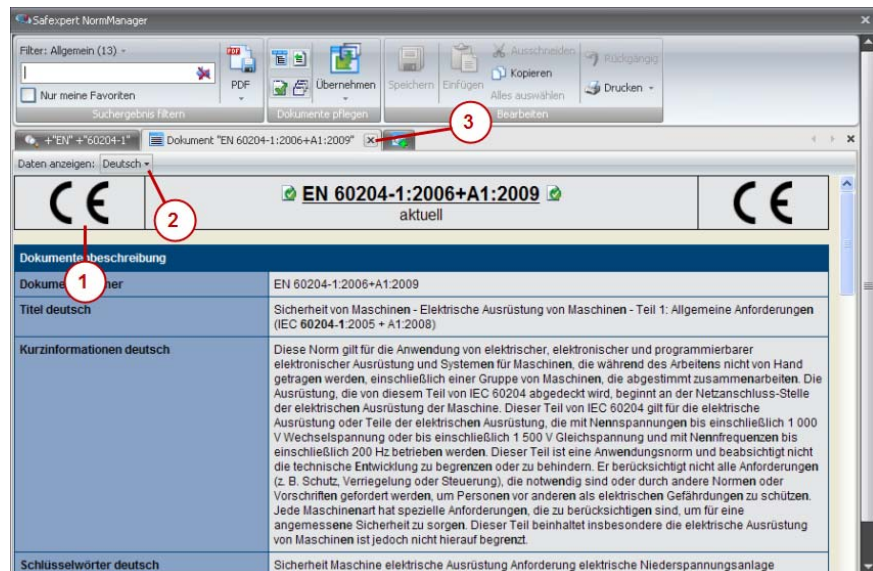 Safexpert NormManager
Filter: Allgemein (13)
Nur meine Favoriten
Suchergebnis filtern
PDF
Übernehmen
Dokumente pflegen
Speichern
Einfügen
Ausschneiden
Kopieren
Alles auswählen
Rückgängig
Drucken
Bearbeiten
3
+"EN" +"60204-1"
Dokument "EN 60204-1:2006+A1:2009"
Daten anzeigen: Deutsch
2
CE
EN 60204-1:2006+A1:2009
aktuell
CE
1
Dokumentenbeschreibung
EN 60204-1:2006+A1:2009
Titel deutsch
Sicherheit von Maschinen - Elektrische Ausrüstung von Maschinen - Teil 1: Allgemeine Anforderungen
(IEC 60204-1:2005 + A1:2008)
Kurzinformationen deutsch
Diese Norm gilt für die Anwendung von elektrischer, elektronischer und programmierbarer
elektronischer Ausrüstung und Systemen für Maschinen, die während des Arbeitens nicht von Hand
getragen werden, einschließlich einer Gruppe von Maschinen, die abgestimmt zusammenarbeiten. Die
Ausrüstung, die von diesem Teil von IEC 60204 abgedeckt wird, beginnt an der Netzanschluss-Stelle
der elektrischen Ausrüstung der Maschine. Dieser Teil von IEC 60204 gilt für die elektrische
Ausrüstung oder Teile der elektrischen Ausrüstung, die mit Nennspannungen bis einschließlich 1 000
V Wechselspannung oder bis einschließlich 1 500 V Gleichspannung und mit Nennfrequenzen bis
einschließlich 200 Hz betrieben werden. Dieser Teil ist eine Anwendungsnorm und beabsichtigt nicht
die technische Entwicklung zu begrenzen oder zu behindern. Er berücksichtigt nicht alle Anforderungen
(z. B. Schutz, Verriegelung oder Steuerung), die notwendig sind oder durch andere Normen oder
Vorschriften gefordert werden, um Personen vor anderen als elektrischen Gefährdungen zu schützen.
Jede Maschinenart hat spezielle Anforderungen, die zu berücksichtigen sind, um für eine
angemessene Sicherheit zu sorgen. Dieser Teil beinhaltet insbesondere die elektrische Ausrüstung
von Maschinen ist jedoch nicht hierauf begrenzt.
Schlüsselwörter deutsch
Sicherheit Maschine elektrische Ausrüstung Anforderung elektrische Niederspannungsanlage